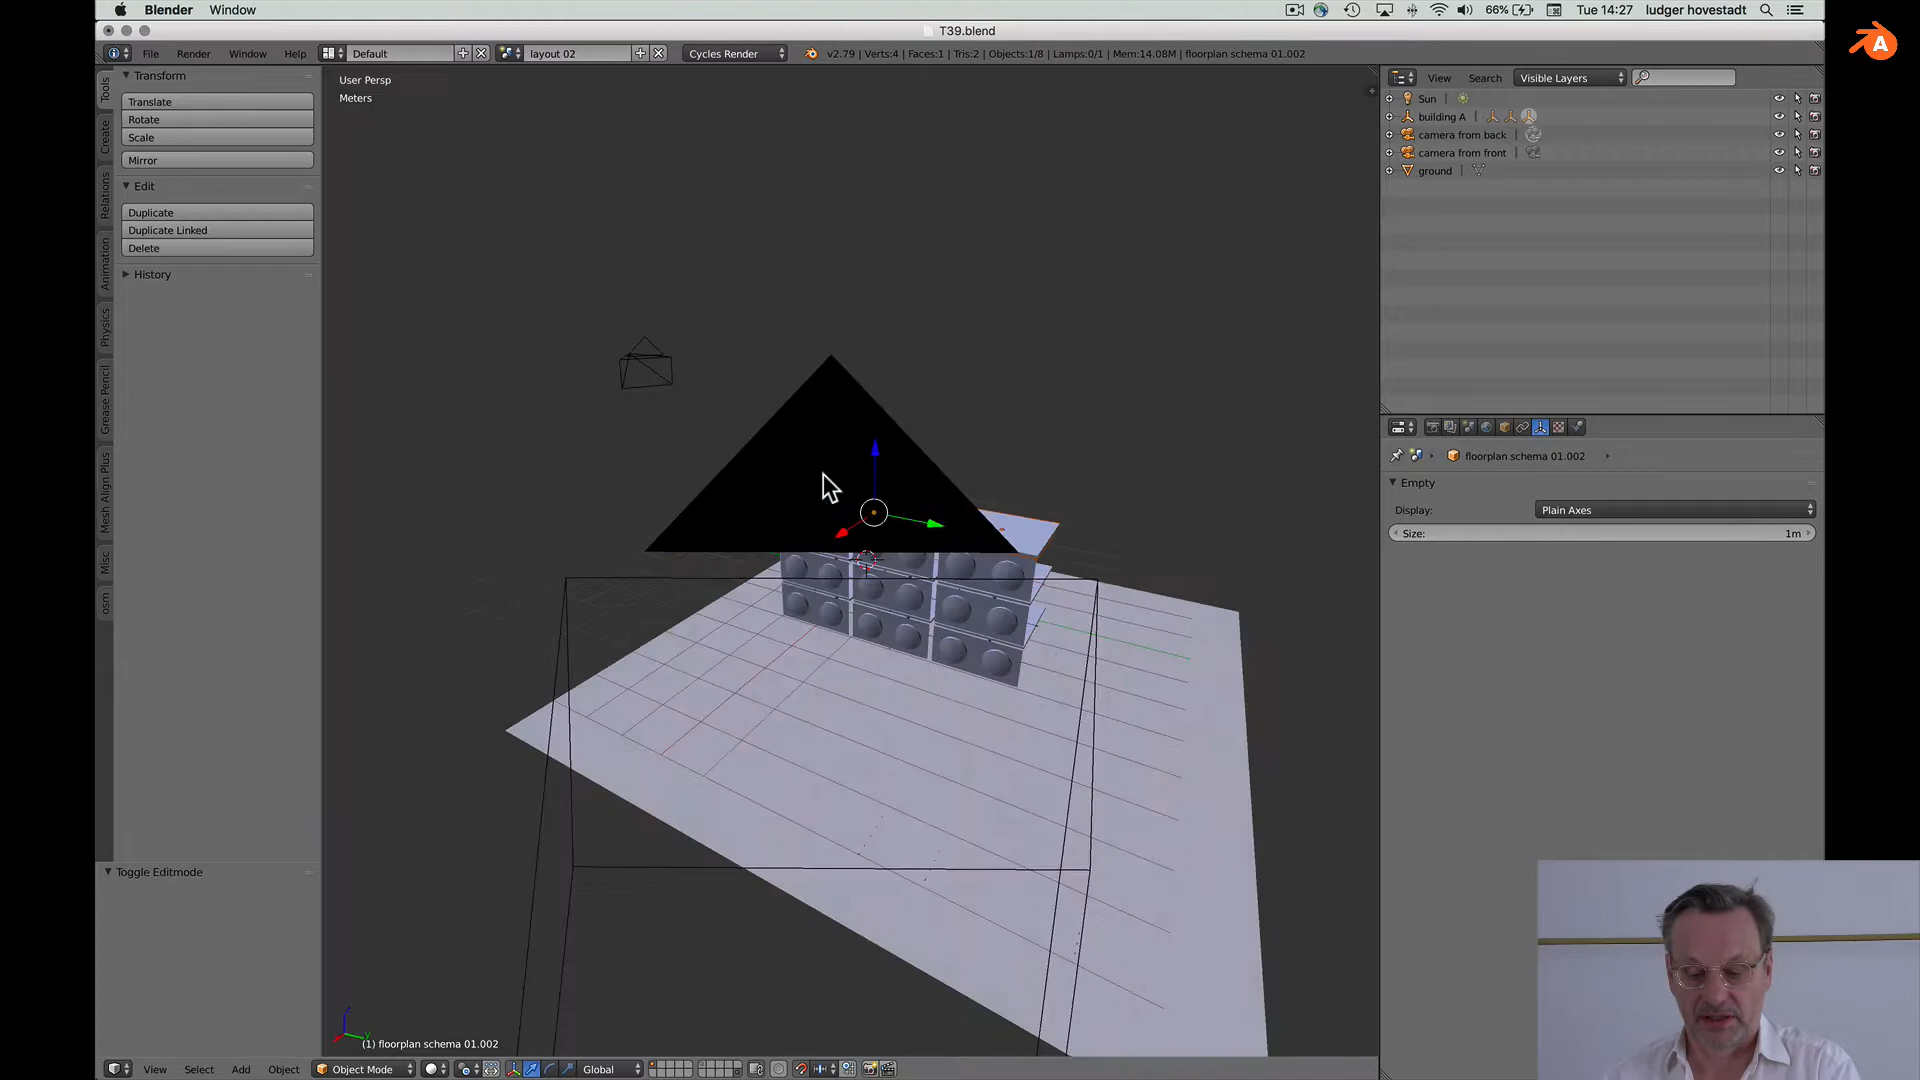 Blender Window
66%
Tue 14:27 ludger hovestadt
T39.blend
File Render Window Help Default layout 02 Cycles Render v2.79 | Verts:4 | Faces:1 | Tris:2 | Objects:1/8 | Lamps:0/1 | Mem:14.08M | floorplan schema 01.002
Tools
Create
Relations
Animation
Physics
Grease Pencil
Mesh Align Plus
Misc
osm
Transform
Translate
Rotate
Scale
Mirror
Edit
Duplicate
Duplicate Linked
Delete
History
Toggle Editmode
User Persp
Meters
(1) floorplan schema 01.002
View Select Add Object Object Mode Global
View Search Visible Layers
Sun
building A
camera from back
camera from front
ground
floorplan schema 01.002
Empty
Display: Plain Axes
Size: 1m
A